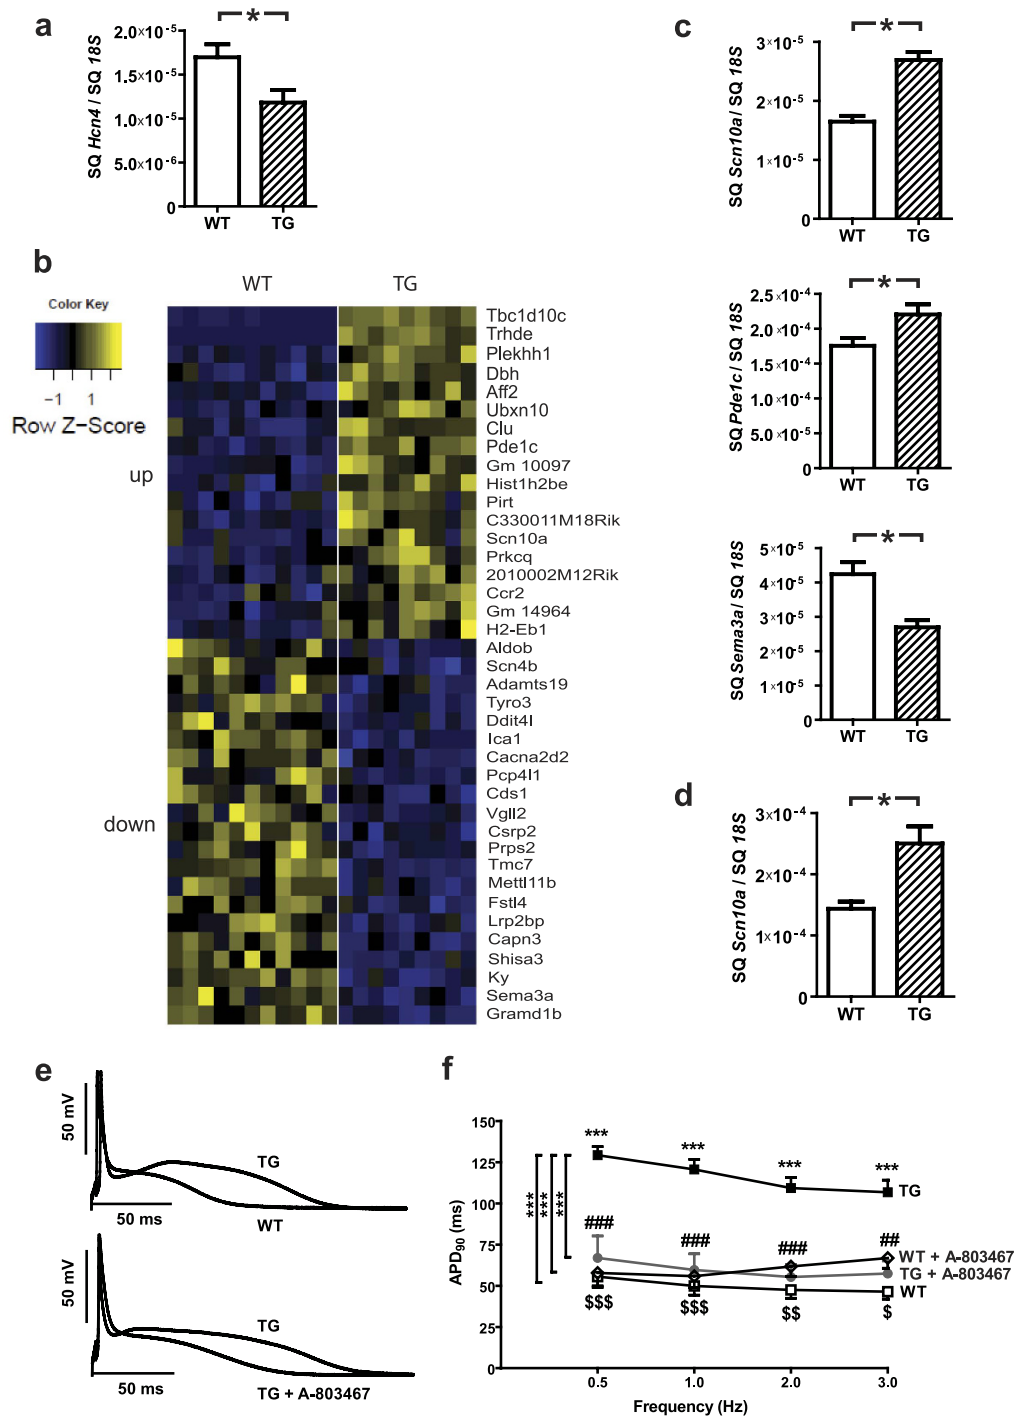 a
SQ Hcn4 / SQ 18S
2.0×10⁻⁵
1.5×10⁻⁵
1.0×10⁻⁵
5.0×10⁻⁶
0
*
WT
TG
b
Color Key
−1 1
Row Z−Score
WT
TG
up
down
Tbc1d10c
Trhde
Plekhh1
Dbh
Aff2
Ubxn10
Clu
Pde1c
Gm 10097
Hist1h2be
Pirt
C330011M18Rik
Scn10a
Prkcq
2010002M12Rik
Ccr2
Gm 14964
H2-Eb1
Aldob
Scn4b
Adamts19
Tyro3
Ddit4l
Ica1
Cacna2d2
Pcp4l1
Cds1
Vgll2
Csrp2
Prps2
Tmc7
Mettl11b
Fstl4
Lrp2bp
Capn3
Shisa3
Ky
Sema3a
Gramd1b
c
SQ Scn10a / SQ 18S
3×10⁻⁵
2×10⁻⁵
1×10⁻⁵
0
*
WT
TG
SQ Pde1c / SQ 18S
2.5×10⁻⁴
2.0×10⁻⁴
1.5×10⁻⁴
1.0×10⁻⁴
5.0×10⁻⁵
0
*
WT
TG
SQ Sema3a / SQ 18S
5×10⁻⁵
4×10⁻⁵
3×10⁻⁵
2×10⁻⁵
1×10⁻⁵
0
*
WT
TG
d
SQ Scn10a / SQ 18S
3×10⁻⁴
2×10⁻⁴
1×10⁻⁴
0
*
WT
TG
e
50 mV
TG
50 ms
WT
50 mV
TG
50 ms
TG + A-803467
f
APD₉₀ (ms)
150
125
100
75
50
25
0
***
***
***
***
***
***
***
TG
###
###
###
##
WT + A-803467
TG + A-803467
WT
$$$
$$$
$$
$
0.5
1.0
2.0
3.0
Frequency (Hz)